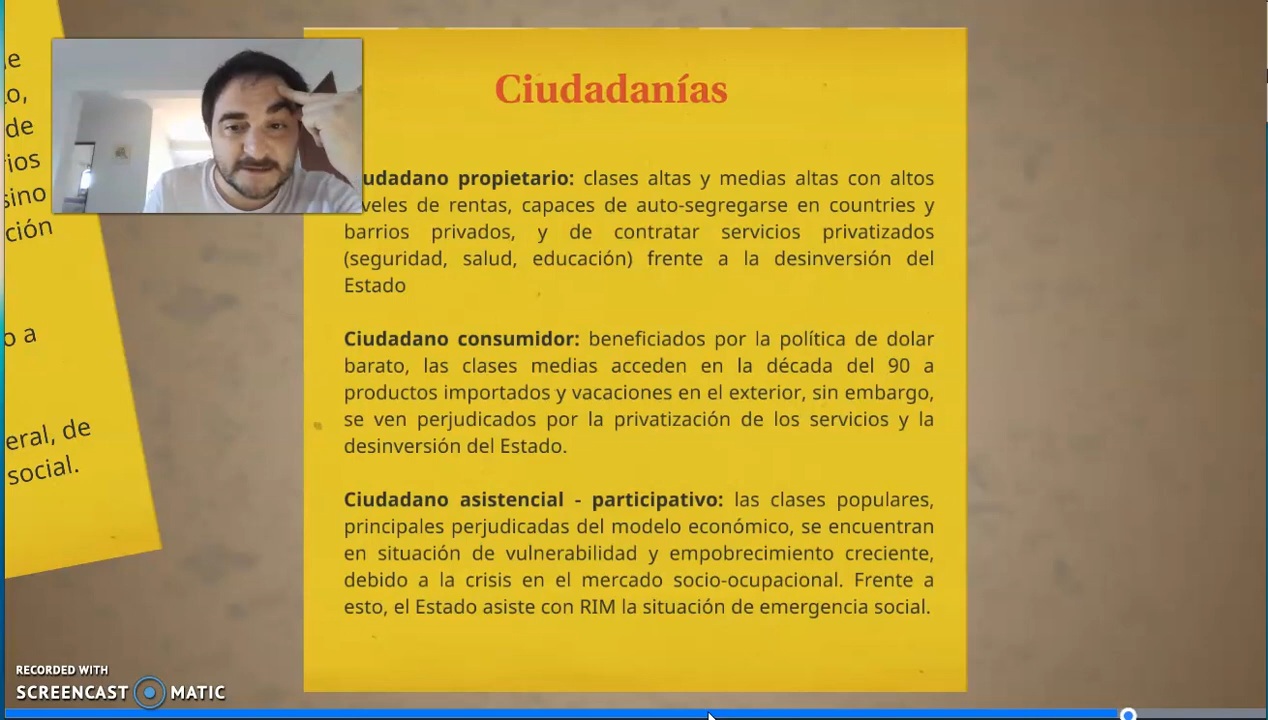 de
rios
sino
ción
o a
eral, de
social.
Ciudadanías
udadano propietario: clases altas y medias altas con altos
veles de rentas, capaces de auto-segregarse en countries y
barrios privados, y de contratar servicios privatizados
(seguridad, salud, educación) frente a la desinversión del
Estado
Ciudadano consumidor: beneficiados por la política de dolar
barato, las clases medias acceden en la década del 90 a
productos importados y vacaciones en el exterior, sin embargo,
se ven perjudicados por la privatización de los servicios y la
desinversión del Estado.
Ciudadano asistencial - participativo: las clases populares,
principales perjudicadas del modelo económico, se encuentran
en situación de vulnerabilidad y empobrecimiento creciente,
debido a la crisis en el mercado socio-ocupacional. Frente a
esto, el Estado asiste con RIM la situación de emergencia social.
RECORDED WITH
SCREENCAST MATIC